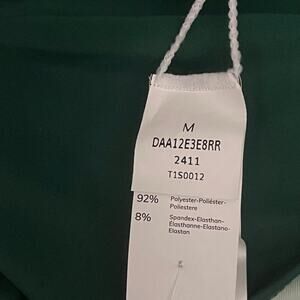 M
DAA12E3E8RR
2411
T1S0012
92% Polyester-Poliéster-
Poliestere
8% Spandex-Elasthan-
Élasthanne-Elastano-
Elastan